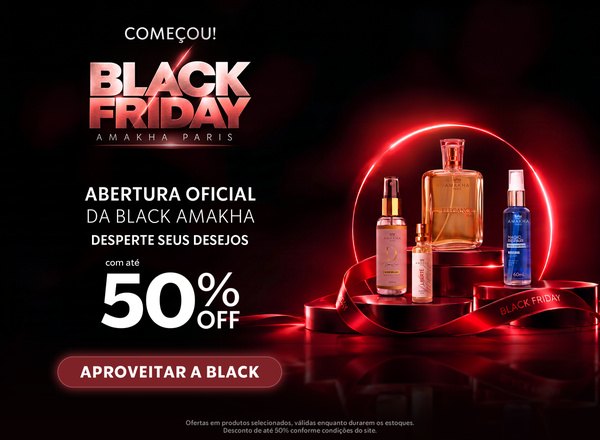 COMEÇOU!
BLACK
FRIDAY
AMAKHA PARIS
ABERTURA OFICIAL
DA BLACK AMAKHA
DESPERTE SEUS DESEJOS
com até
50% OFF
APROVEITAR A BLACK
AMAKHA
AMAKHA
BLACK FRIDAY
60mL
Ofertas em produtos selecionados, válidas enquanto durarem os estoques.
Desconto de até 50% conforme condições do site.